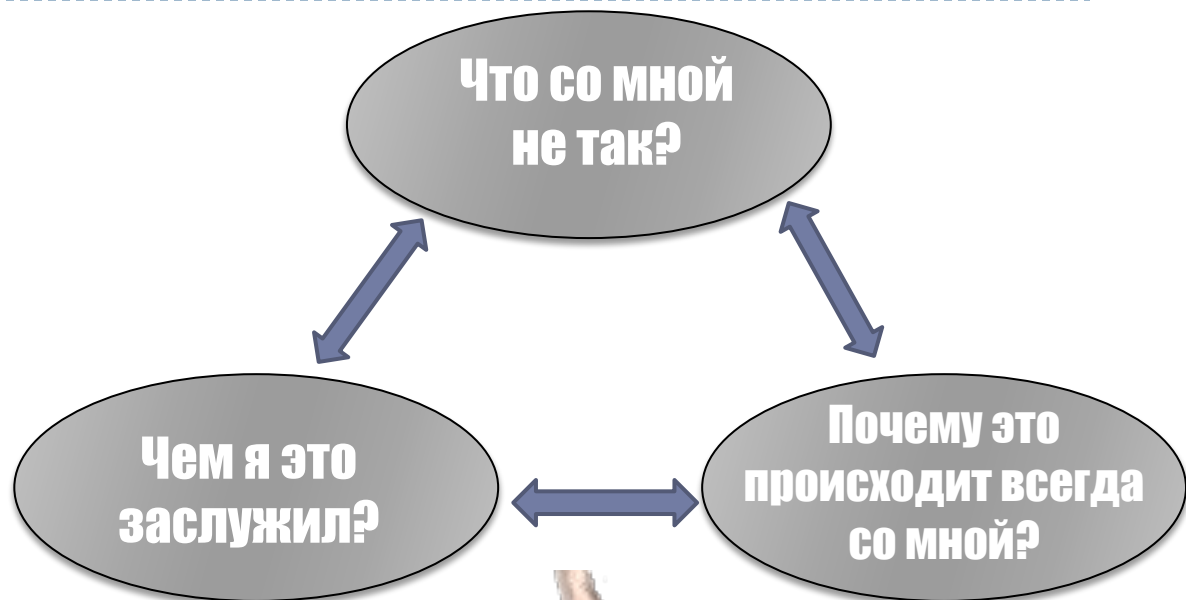 Что со мной
не так?
Чем я это
заслужил?
Почему это
происходит всегда
со мной?